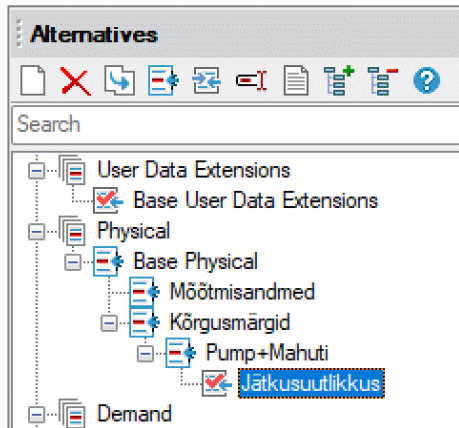 Alternatives
Search
User Data Extensions
Base User Data Extensions
Physical
Base Physical
Mõõtmisandmed
Kõrgusmärgid
Pump+Mahuti
Jätkusuutlikkus
Demand